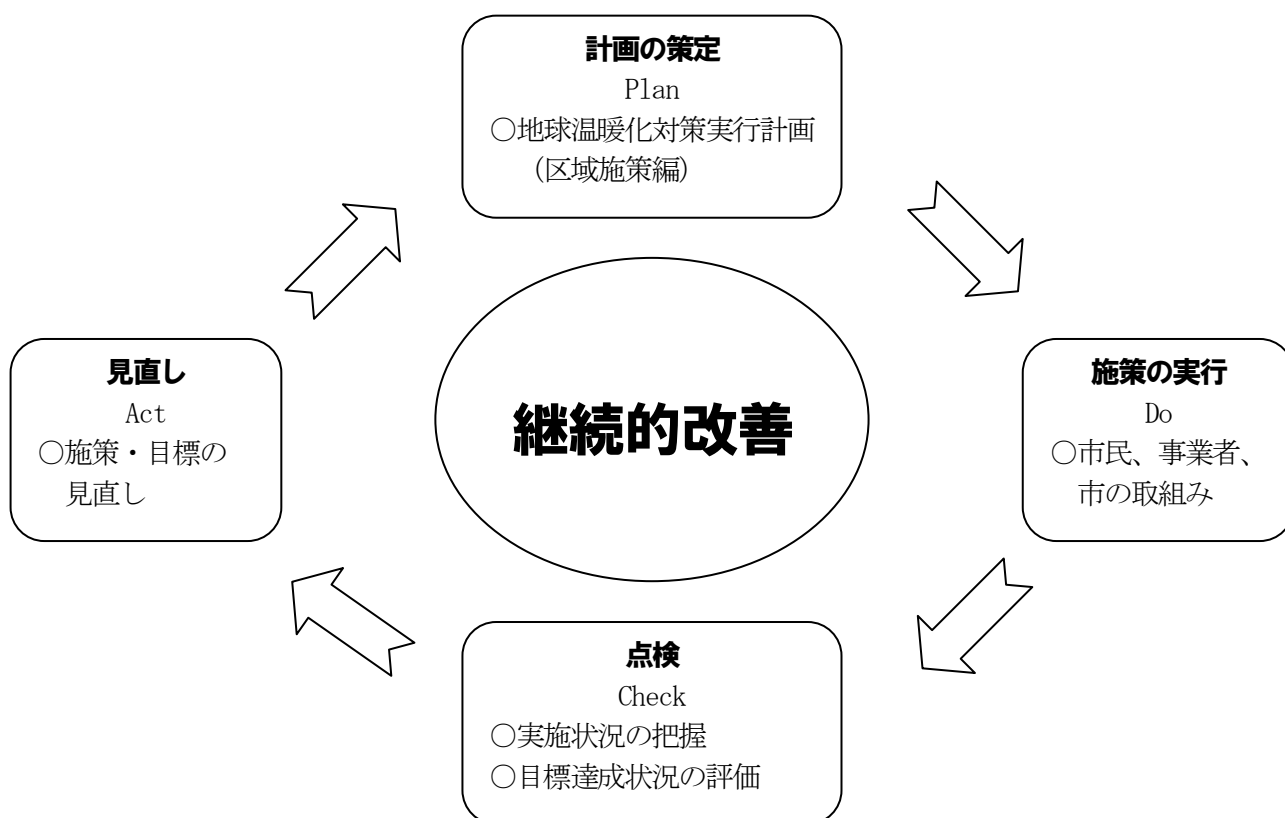 計画の策定
Plan
○地球温暖化対策実行計画
（区域施策編）
見直し
Act
○施策・目標の
見直し
継続的改善
施策の実行
Do
○市民、事業者、
市の取組み
点検
Check
○実施状況の把握
○目標達成状況の評価